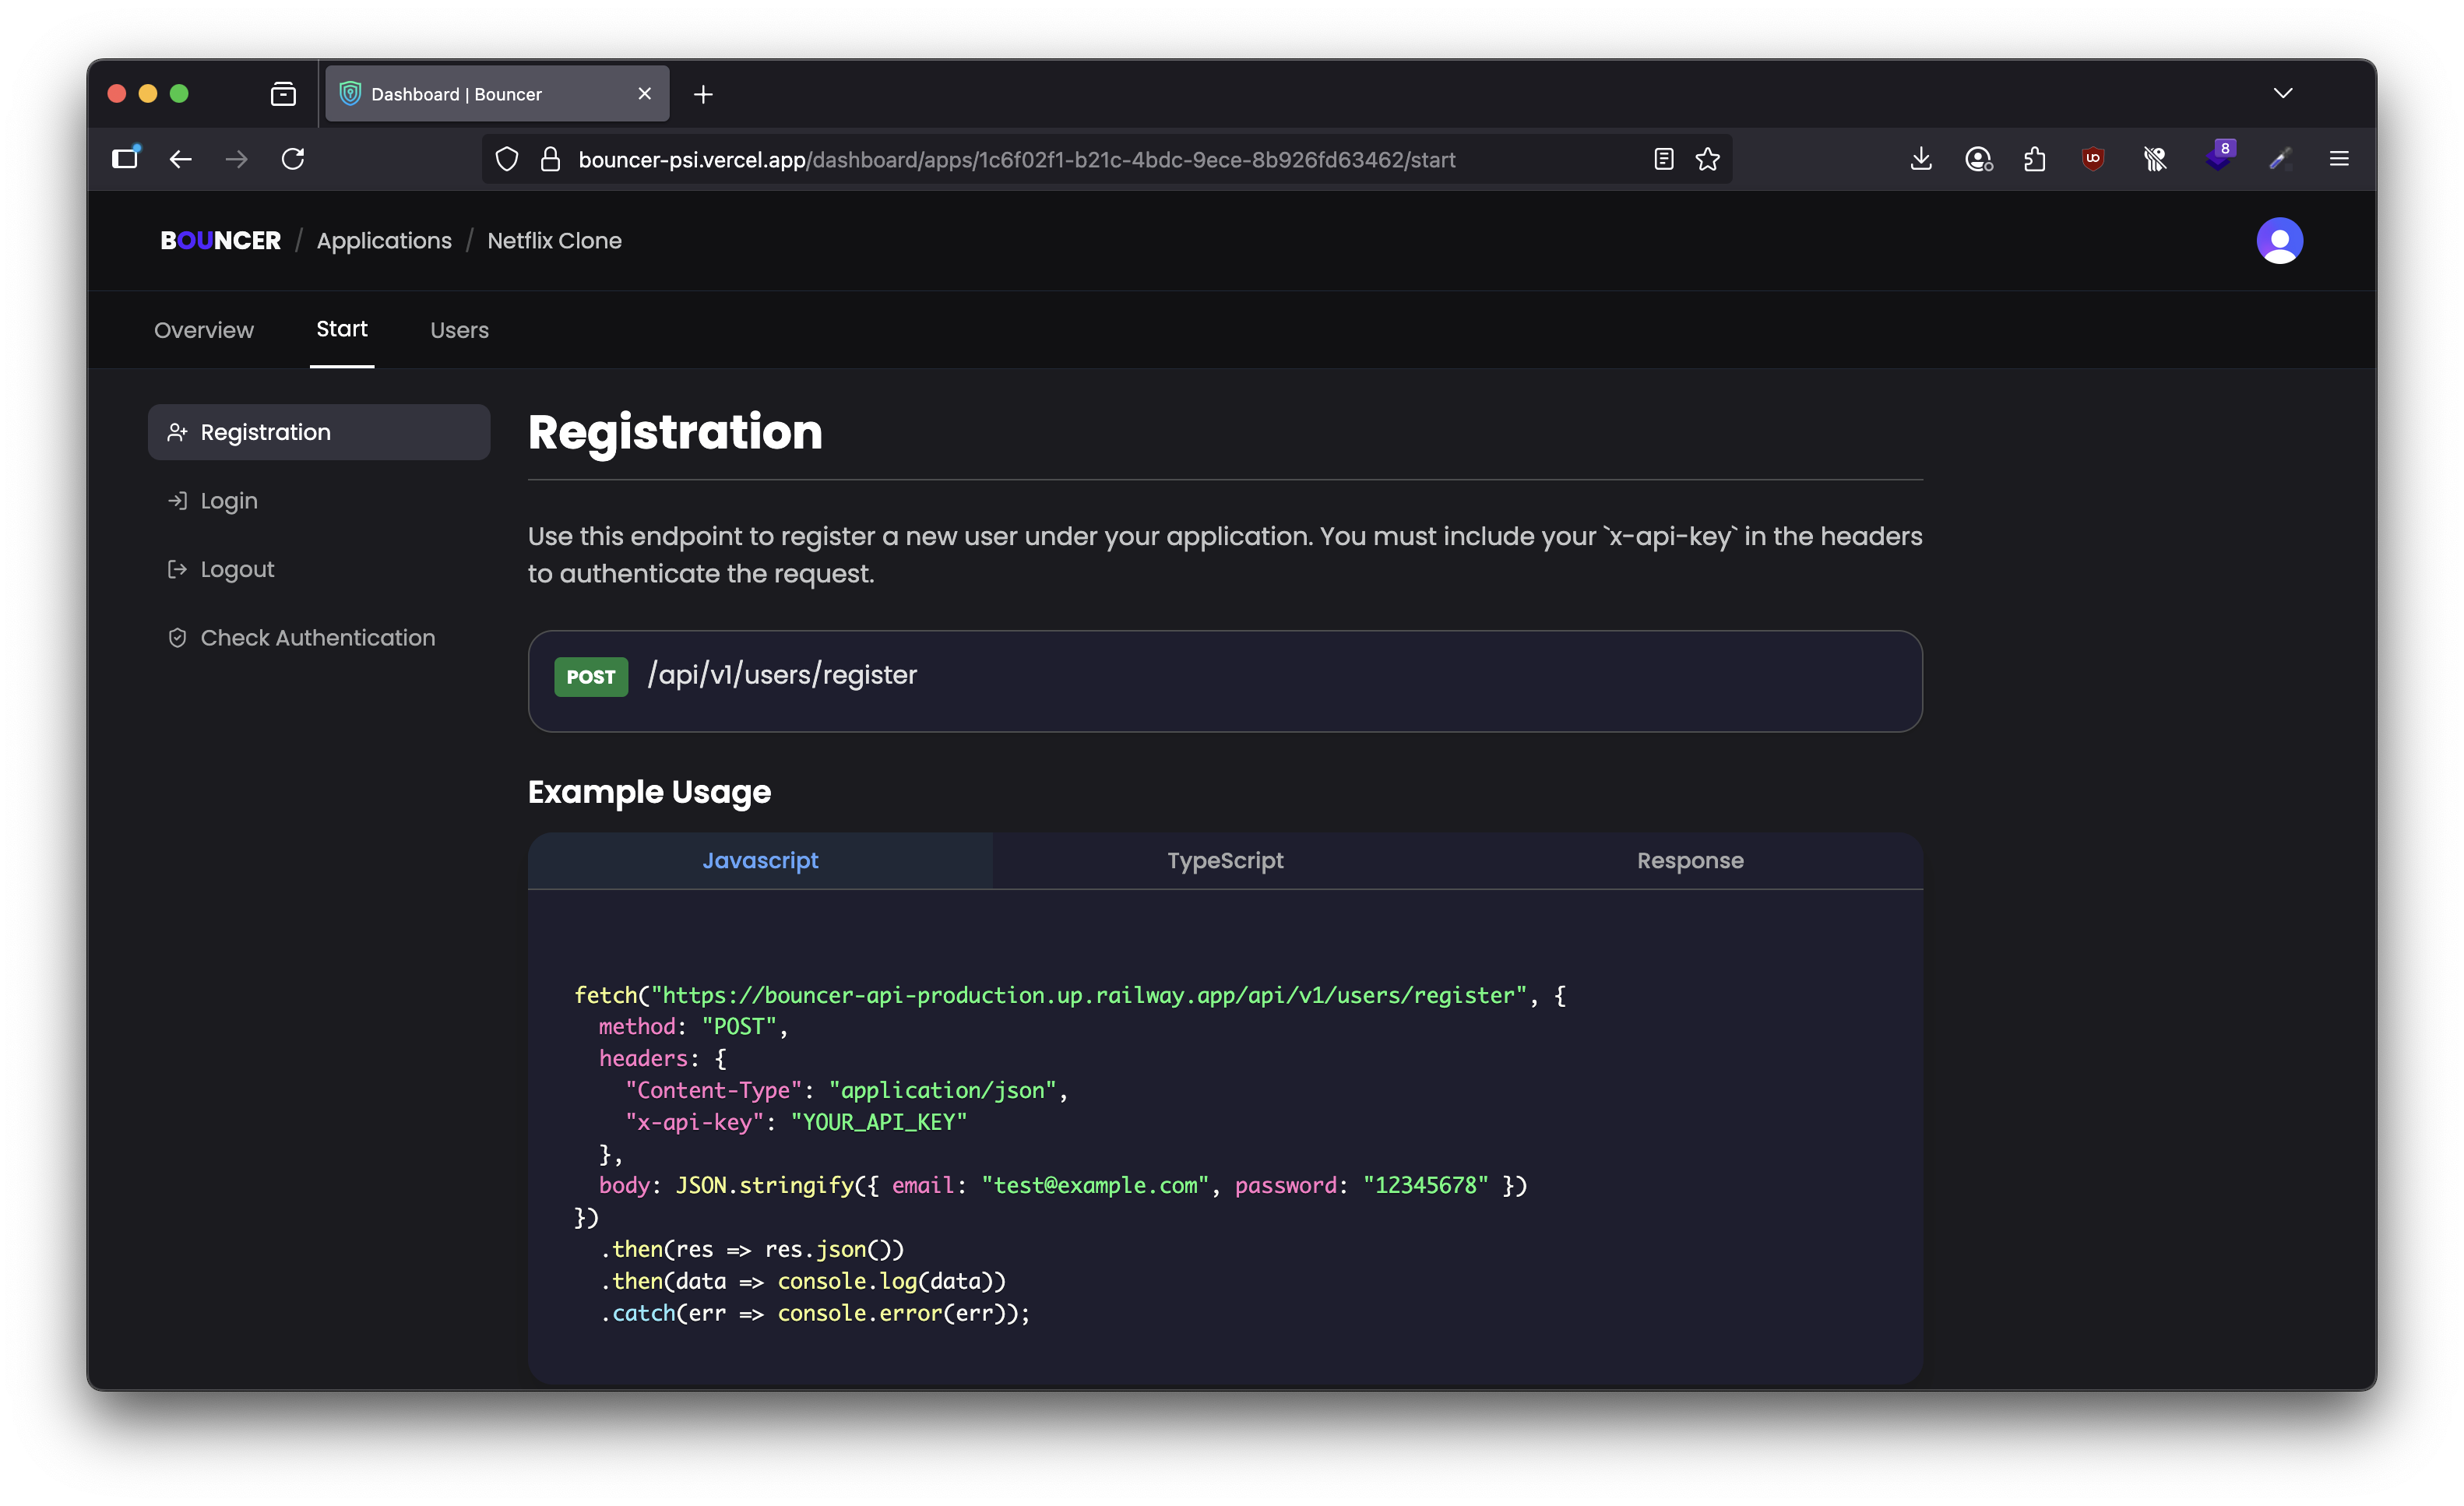 Dashboard | Bouncer
bouncer-psi.vercel.app/dashboard/apps/1c6f02f1-b21c-4bdc-9ece-8b926fd63462/start
8
BOUNCER / Applications / Netflix Clone
Overview Start Users
Registration
Login
Logout
Check Authentication
Registration
Use this endpoint to register a new user under your application. You must include your `x-api-key` in the headers
to authenticate the request.
POST /api/v1/users/register
Example Usage
Javascript TypeScript Response
fetch("https://bouncer-api-production.up.railway.app/api/v1/users/register", {
  method: "POST",
  headers: {
    "Content-Type": "application/json",
    "x-api-key": "YOUR_API_KEY"
  },
  body: JSON.stringify({ email: "test@example.com", password: "12345678" })
})
  .then(res => res.json())
  .then(data => console.log(data))
  .catch(err => console.error(err));